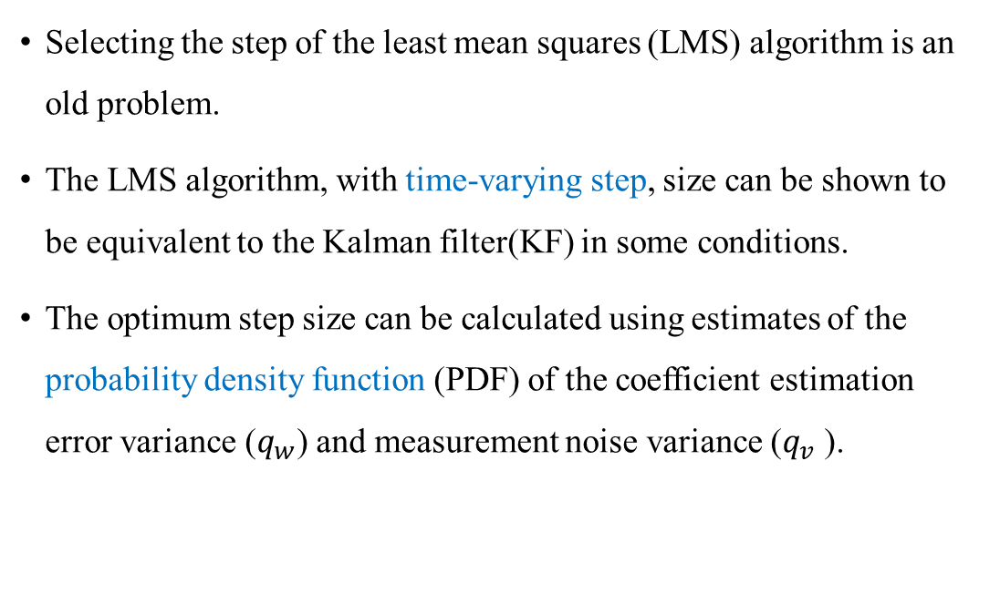 • Selecting the step of the least mean squares (LMS) algorithm is an
old problem.
• The LMS algorithm, with time-varying step, size can be shown to
be equivalent to the Kalman filter(KF) in some conditions.
• The optimum step size can be calculated using estimates of the
probability density function (PDF) of the coefficient estimation
error variance (𝑞𝑤) and measurement noise variance (𝑞𝑣 ).